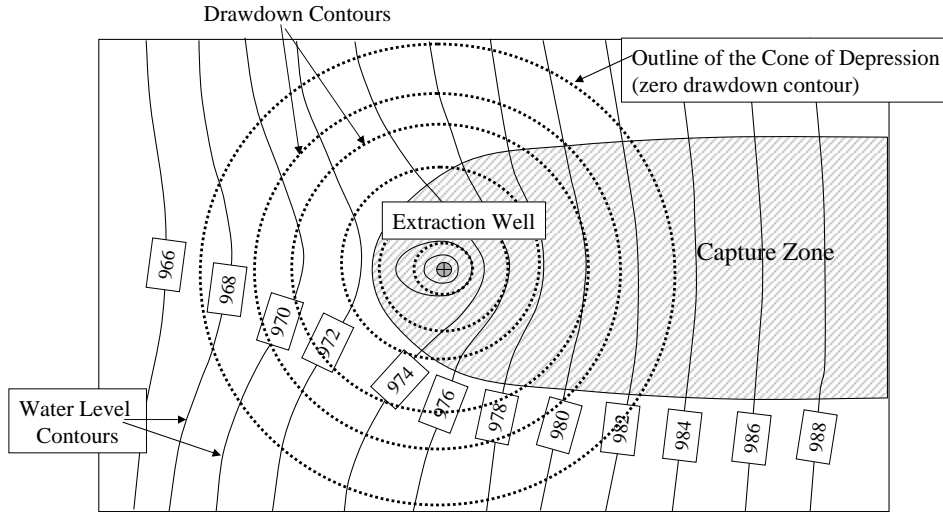 Drawdown Contours
Outline of the Cone of Depression
(zero drawdown contour)
Extraction Well
Capture Zone
966
968
970
972
974
976
978
980
982
984
986
988
Water Level
Contours